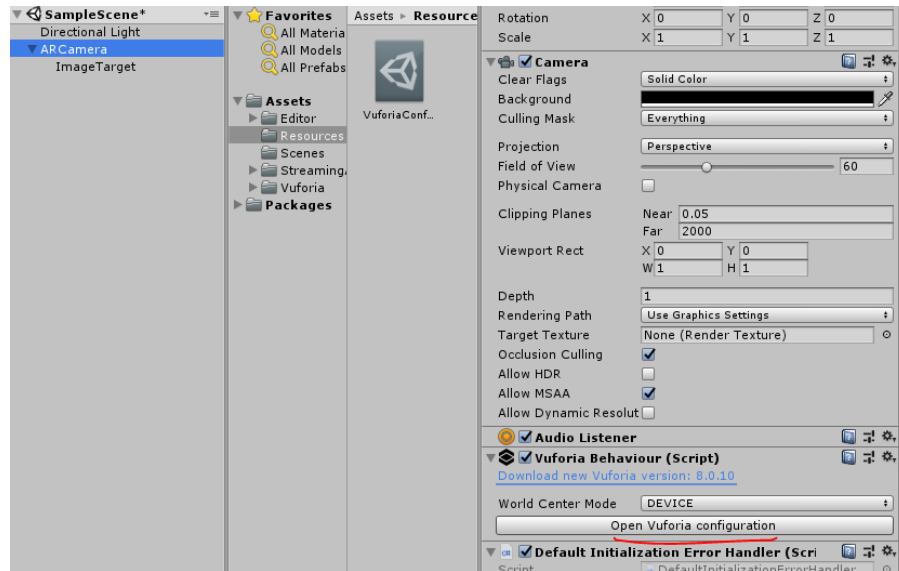 SampleScene*
Directional Light
ARCamera
ImageTarget
Favorites
All Materia
All Models
All Prefabs
Assets
Editor
Resources
Scenes
Streaming
Vuforia
Packages
Assets ▸ Resource
VuforiaConf...
Rotation X 0 Y 0 Z 0
Scale X 1 Y 1 Z 1
Camera
Clear Flags Solid Color
Background
Culling Mask Everything
Projection Perspective
Field of View 60
Physical Camera
Clipping Planes Near 0.05
Far 2000
Viewport Rect X 0 Y 0
W 1 H 1
Depth 1
Rendering Path Use Graphics Settings
Target Texture None (Render Texture)
Occlusion Culling
Allow HDR
Allow MSAA
Allow Dynamic Resolut
Audio Listener
Vuforia Behaviour (Script)
Download new Vuforia version: 8.0.10
World Center Mode DEVICE
Open Vuforia configuration
Default Initialization Error Handler (Scri
Script DefaultInitializationErrorHandler